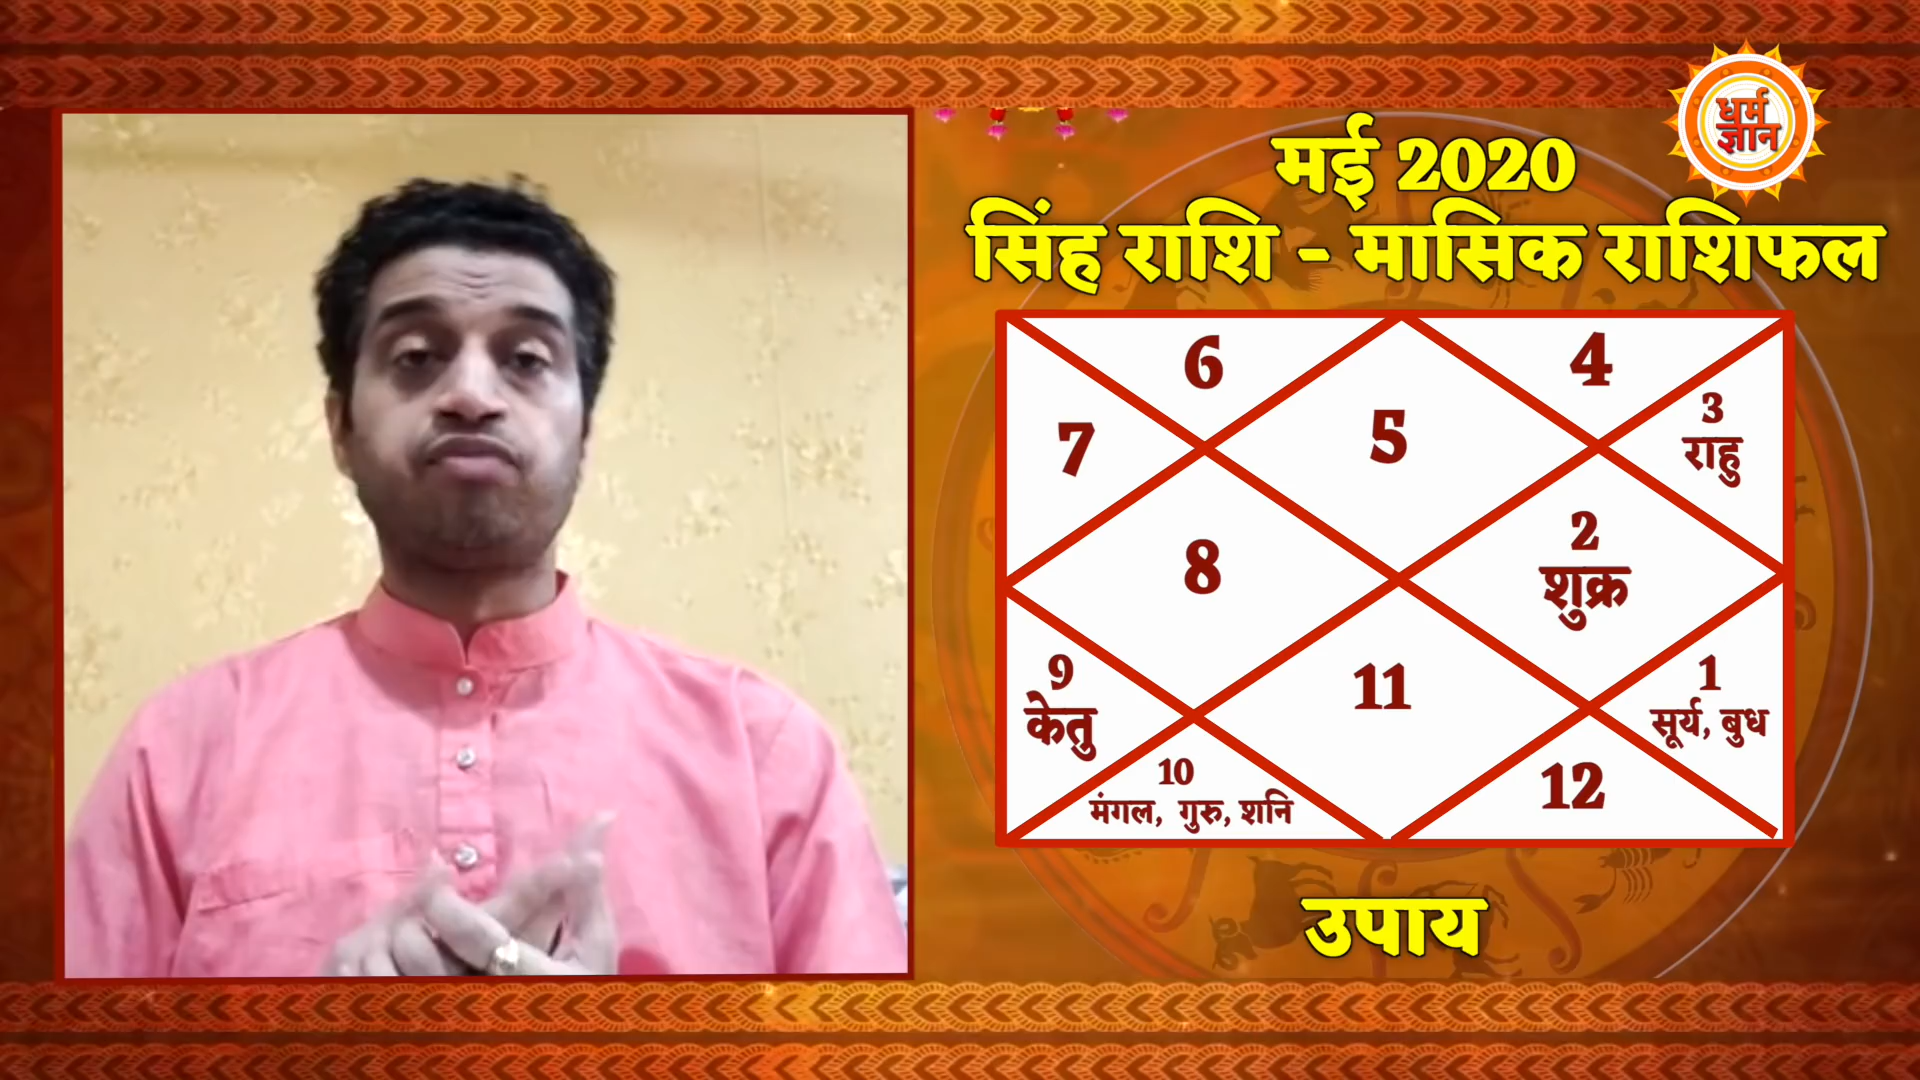 धर्म
ज्ञान
मई 2020
सिंह राशि - मासिक राशिफल
6
4
3
राहु
7
5
2
शुक्र
8
9
केतु
11
1
सूर्य, बुध
10
मंगल, गुरु, शनि
12
उपाय